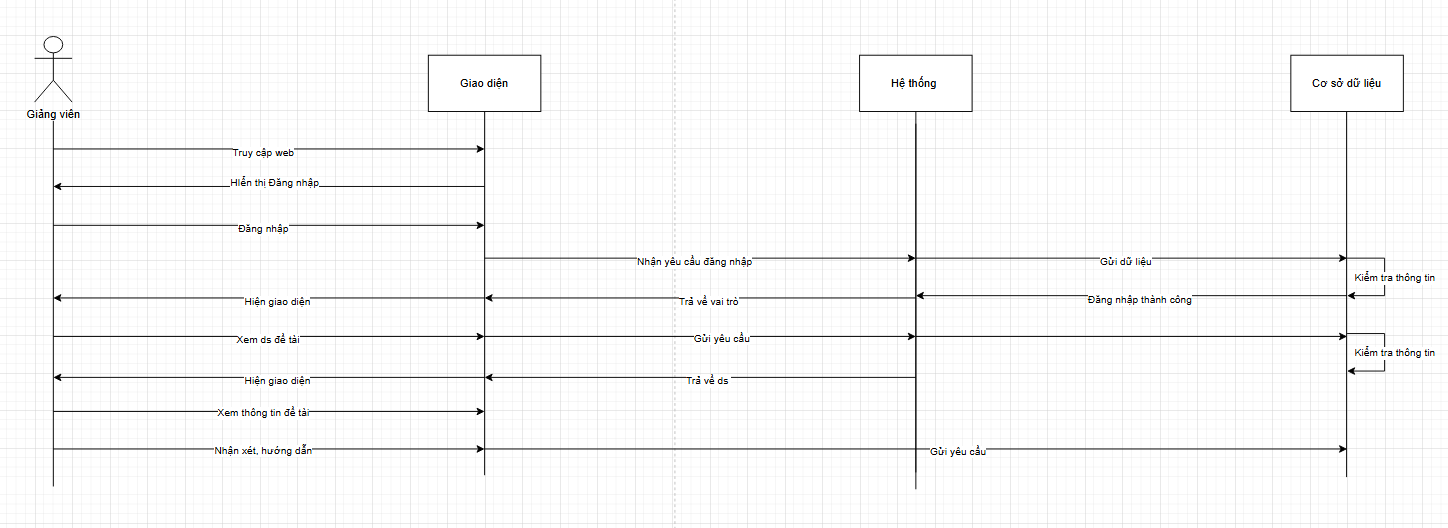 Giao diện
Hệ thống
Cơ sở dữ liệu
Giảng viên
Truy cập web
HIển thị Đăng nhập
Đăng nhập
Nhận yêu cầu đăng nhập
Gửi dữ liệu
Kiểm tra thông tin
Hiện giao diện
Trả về vai trò
Đăng nhập thành công
Xem ds đề tài
Gửi yêu cầu
Kiểm tra thông tin
Hiện giao diện
Trả về ds
Xem thông tin đề tài
Nhận xét, hướng dẫn
Gửi yêu cầu